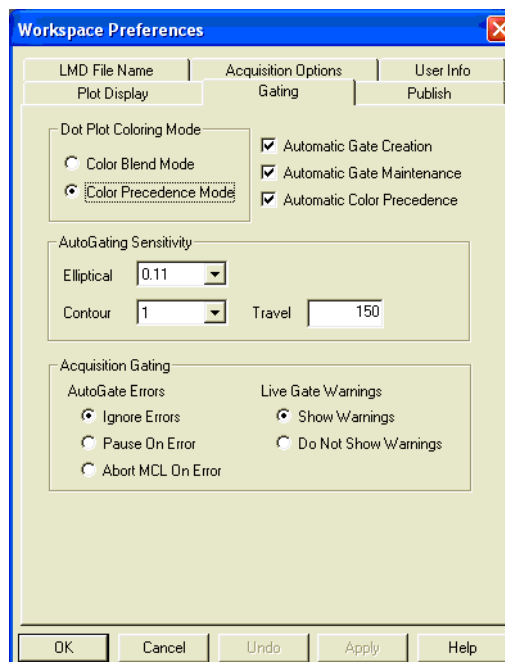 Workspace Preferences
LMD File Name
Acquisition Options
User Info
Plot Display
Gating
Publish
Dot Plot Coloring Mode
Color Blend Mode
Color Precedence Mode
Automatic Gate Creation
Automatic Gate Maintenance
Automatic Color Precedence
AutoGating Sensitivity
Elliptical 0.11
Contour 1 Travel 150
Acquisition Gating
AutoGate Errors
Ignore Errors
Pause On Error
Abort MCL On Error
Live Gate Warnings
Show Warnings
Do Not Show Warnings
OK Cancel Undo Apply Help